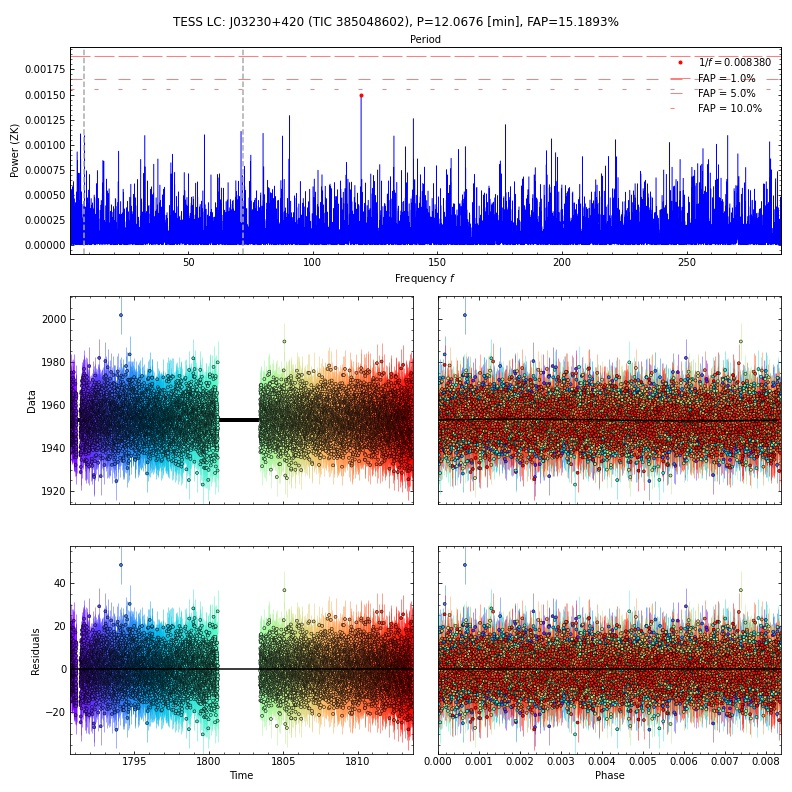 TESS LC: J03230+420 (TIC 385048602), P=12.0676 [min], FAP=15.1893%
Period
Power (ZK)
0.00175
0.00150
0.00125
0.00100
0.00075
0.00050
0.00025
0.00000
1/f = 0.008380
FAP = 1.0%
FAP = 5.0%
FAP = 10.0%
50 100 150 200 250
Frequency f
Data
2000
1980
1960
1940
1920
Residuals
40
20
0
−20
1795 1800 1805 1810
Time
0.000 0.001 0.002 0.003 0.004 0.005 0.006 0.007 0.008
Phase